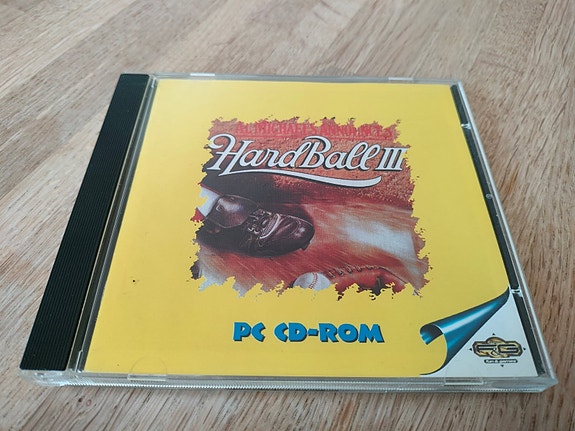 AL MICHAELS ANNOUNCES
HardBall III
PC CD-ROM